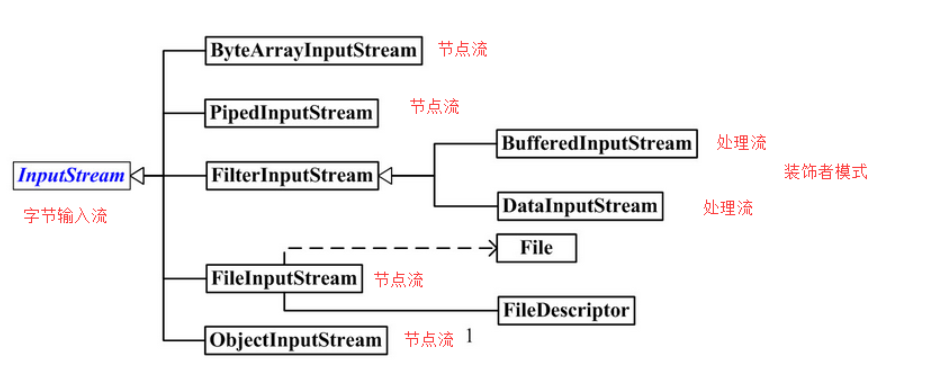 ByteArrayInputStream 节点流
PipedInputStream 节点流
BufferedInputStream 处理流
装饰者模式
InputStream
FilterInputStream
字节输入流
DataInputStream 处理流
File
FileInputStream 节点流
FileDescriptor
ObjectInputStream 节点流 1